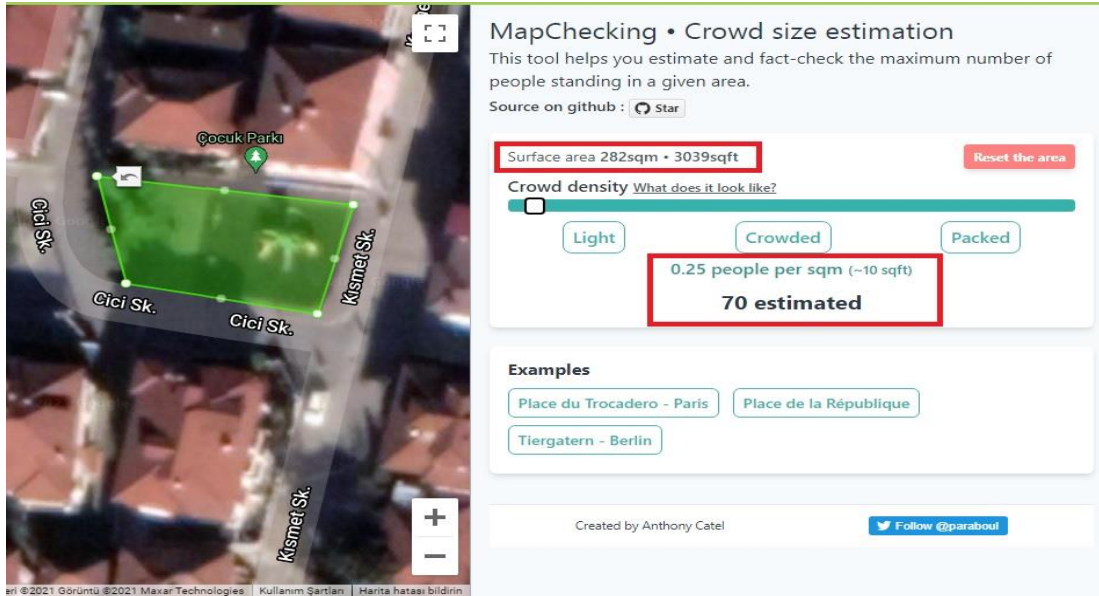 Çocuk Parkı
Cici Sk.
Cici Sk.
Cici Sk.
Kısmet Sk.
Kısmet Sk.
eri ©2021 Görüntü ©2021 Maxar Technologies
Kullanım Şartları
Harita hatası bildirin
MapChecking • Crowd size estimation
This tool helps you estimate and fact-check the maximum number of
people standing in a given area.
Source on github : Star
Surface area 282sqm • 3039sqft
Reset the area
Crowd density What does it look like?
Light Crowded Packed
0.25 people per sqm (~10 sqft)
70 estimated
Examples
Place du Trocadero - Paris Place de la République
Tiergatern - Berlin
Created by Anthony Catel
Follow @paraboul